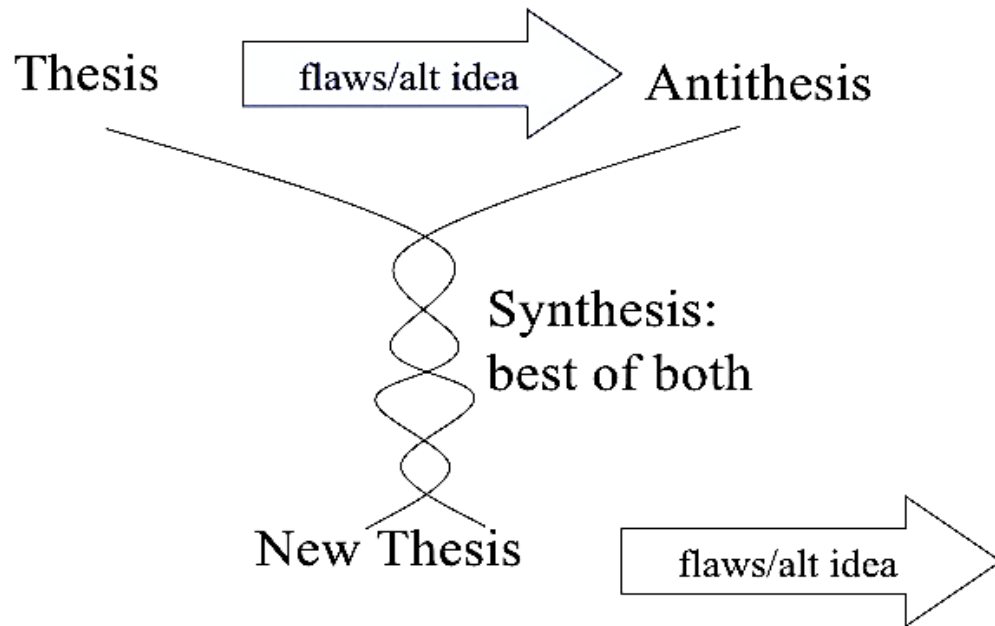 Thesis
flaws/alt idea
Antithesis
Synthesis:
best of both
New Thesis
flaws/alt idea